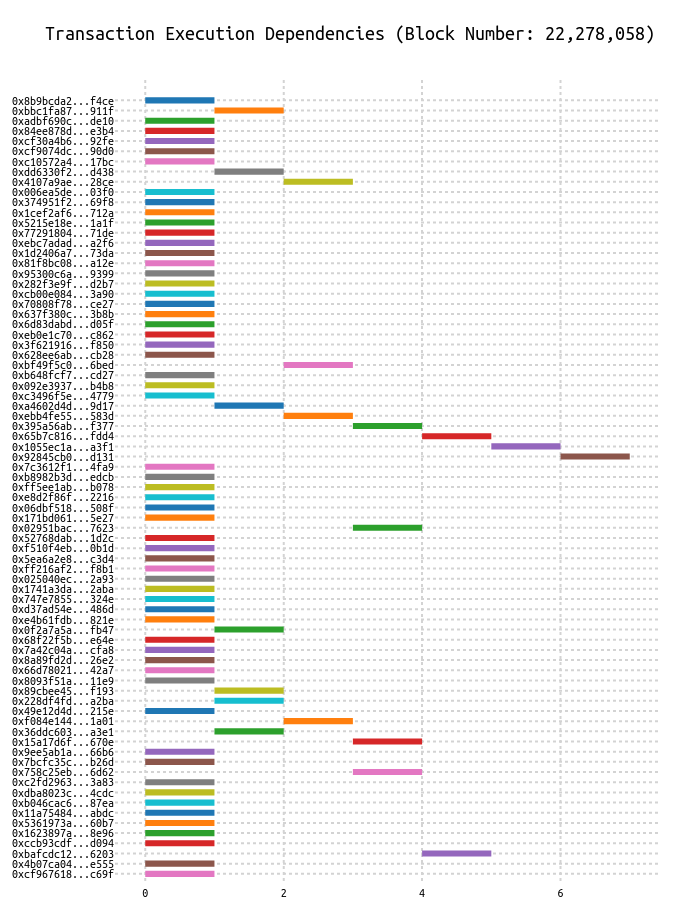 Transaction Execution Dependencies (Block Number: 22,278,058)
0x8b9bcda2...f4ce
0xbbc1fa87...911f
0xadbf690c...de10
0x84ee878d...e3b4
0xcf30a4b6...92fe
0xcf9074dc...90d0
0xc10572a4...17bc
0xdd6330f2...d438
0x4107a9ae...28ce
0x006ea5de...03f0
0x374951f2...69f8
0x1cef2af6...712a
0x5215e18e...1a1f
0x77291804...71de
0xebc7adad...a2f6
0x1d2406a7...73da
0x81f8bc08...a12e
0x95300c6a...9399
0x282f3e9f...d2b7
0xcb00e084...3a90
0x70808f78...ce27
0x637f380c...3b8b
0x6d83dabd...d05f
0xeb0e1c70...c862
0x3f621916...f850
0x628ee6ab...cb28
0xbf49f5c0...6bed
0xb648fcf7...cd27
0x092e3937...b4b8
0xc3496f5e...4779
0xa4602d4d...9d17
0xebb4fe55...583d
0x395a56ab...f377
0x65b7c816...fdd4
0x1055ec1a...a3f1
0x92845cb0...d131
0x7c3612f1...4fa9
0xb8982b3d...edcb
0xff5ee1ab...b078
0xe8d2f86f...2216
0x06dbf518...508f
0x171bd061...5e27
0x02951bac...7623
0x52768dab...1d2c
0xf510f4eb...0b1d
0x5ea6a2e8...c3d4
0xff216af2...f8b1
0x025040ec...2a93
0x1741a3da...2aba
0x747e7855...324e
0xd37ad54e...486d
0xe4b61fdb...821e
0x0f2a7a5a...fb47
0x68f22f5b...e64e
0x7a42c04a...cfa8
0x8a89fd2d...26e2
0x66d78021...42a7
0x8093f51a...11e9
0x89cbee45...f193
0x228df4fd...a2ba
0x49e12d4d...215e
0xf084e144...1a01
0x36ddc603...a3e1
0x15a17d6f...670e
0x9ee5ab1a...66b6
0x7bcfc35c...b26d
0x758c25eb...6d62
0xc2fd2963...3a83
0xdba8023c...4cdc
0xb046cac6...87ea
0x11a75484...abdc
0x5361973a...60b7
0x1623897a...8e96
0xccb93cdf...d094
0xbafcdc12...6203
0x4b07ca04...e555
0xcf967618...c69f
0 2 4 6